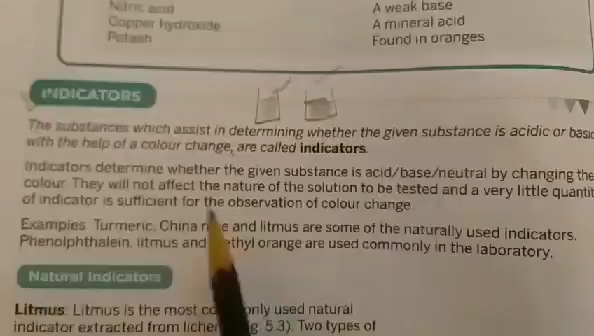 Nitric acid
A weak base
Copper hydroxide
A mineral acid
Potash
Found in oranges
INDICATORS
The substances which assist in determining whether the given substance is acidic or basic
with the help of a colour change, are called indicators.
Indicators determine whether the given substance is acid/base/neutral by changing the
colour. They will not affect the nature of the solution to be tested and a very little quantit
of indicator is sufficient for the observation of colour change.
Examples: Turmeric, China and litmus are some of the naturally used indicators.
Phenolphthalein, litmus and thyl orange are used commonly in the laboratory.
Natural Indicators
Litmus: Litmus is the most co only used natural
indicator extracted from lichen g 5.3). Two types of